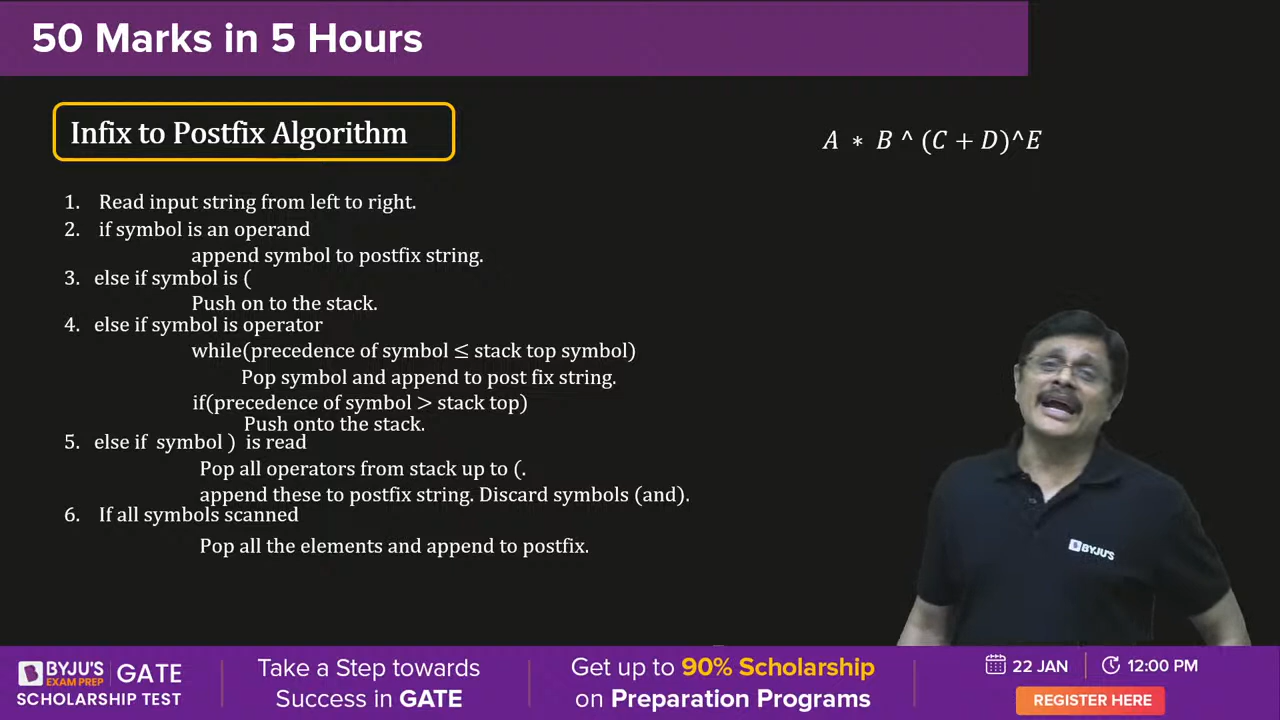 50 Marks in 5 Hours
Infix to Postfix Algorithm
A * B ^ (C + D)^E
1. Read input string from left to right.
2. if symbol is an operand
append symbol to postfix string.
3. else if symbol is (
Push on to the stack.
4. else if symbol is operator
while(precedence of symbol ≤ stack top symbol)
Pop symbol and append to post fix string.
if(precedence of symbol > stack top)
Push onto the stack.
5. else if symbol ) is read
Pop all operators from stack up to (.
append these to postfix string. Discard symbols (and).
6. If all symbols scanned
Pop all the elements and append to postfix.
BYJU'S
BYJU'S
EXAM PREP
GATE
SCHOLARSHIP TEST
Take a Step towards
Success in GATE
Get up to 90% Scholarship
on Preparation Programs
22 JAN
12:00 PM
REGISTER HERE